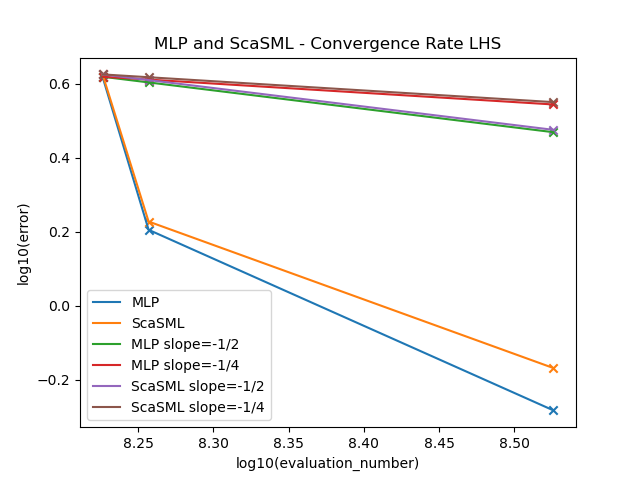 MLP and ScaSML - Convergence Rate LHS
log10(error)
0.6
0.4
0.2
0.0
−0.2
MLP
ScaSML
MLP slope=-1/2
MLP slope=-1/4
ScaSML slope=-1/2
ScaSML slope=-1/4
8.25 8.30 8.35 8.40 8.45 8.50
log10(evaluation_number)